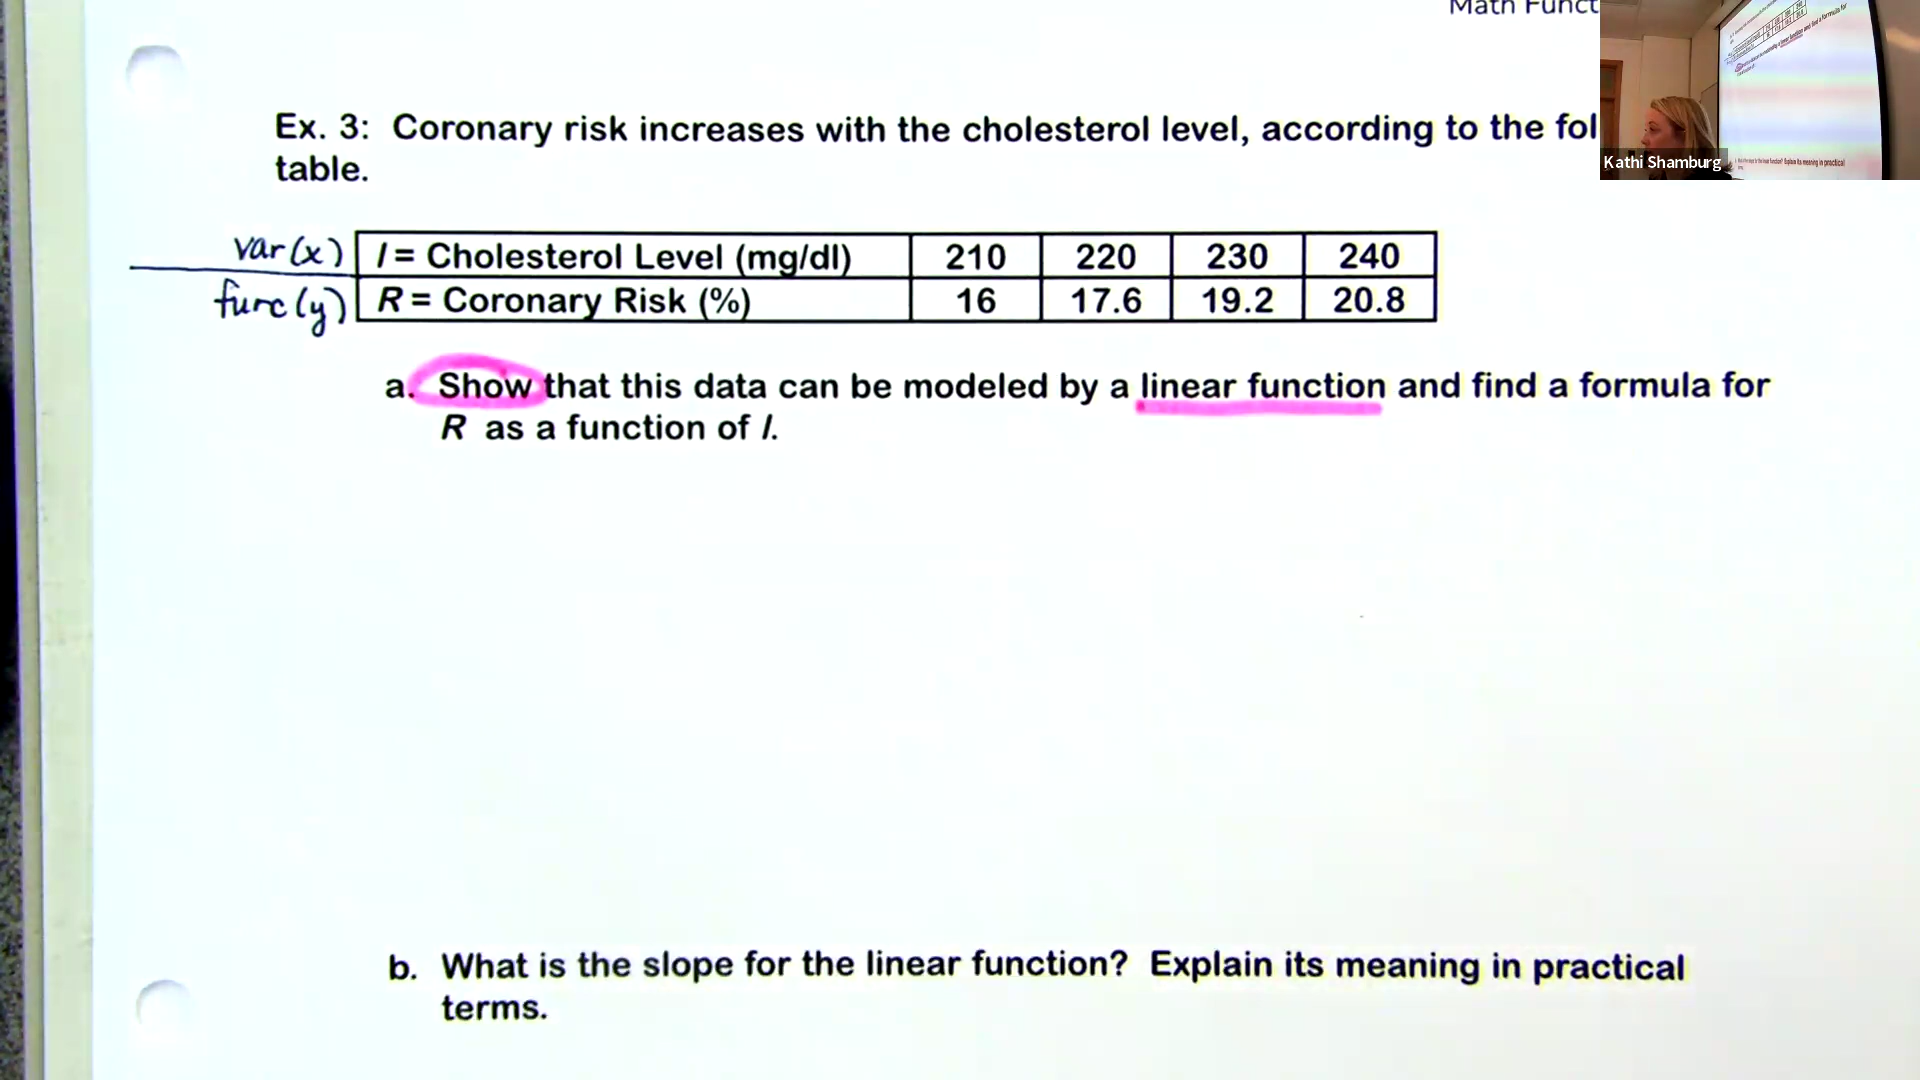 Math Funct
Ex. 3: Coronary risk increases with the cholesterol level, according to the fol
table.
var(x) l = Cholesterol Level (mg/dl) 210 220 230 240
func(y) R = Coronary Risk (%) 16 17.6 19.2 20.8
a. Show that this data can be modeled by a linear function and find a formula for
R as a function of l.
b. What is the slope for the linear function? Explain its meaning in practical
terms.
Kathi Shamburg